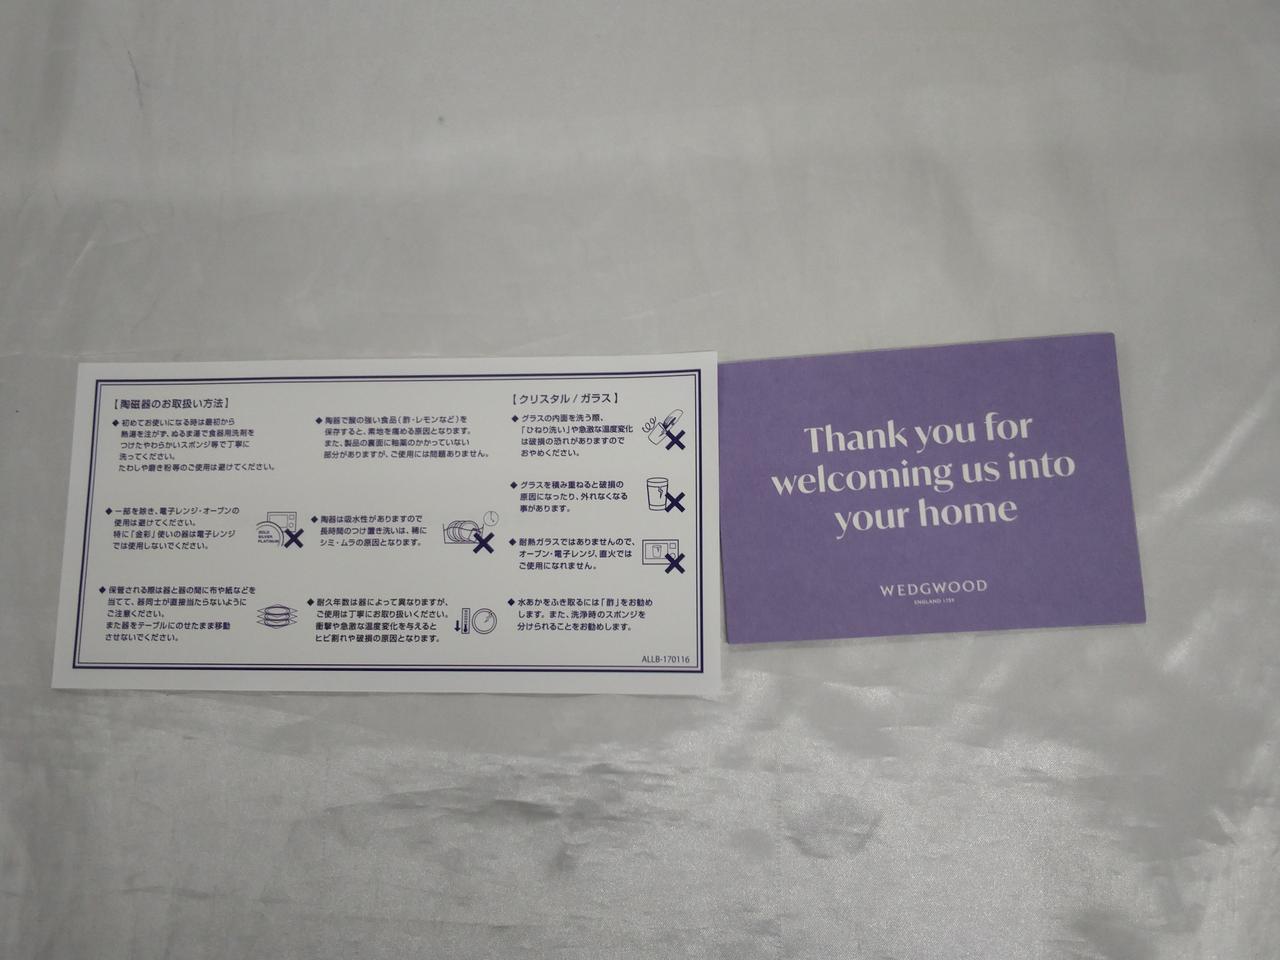 【陶磁器のお取扱い方法】
◆ 初めてお使いになる時は最初から
熱湯を注がず、ぬるま湯で食器用洗剤を
つけたやわらかいスポンジ等で丁寧に
洗ってください。
たわしや磨き粉等のご使用は避けてください。
◆ 一部を除き、電子レンジ・オーブンの
使用は避けてください。
特に「金彩」使いの器は電子レンジ
では使用しないでください。
GOLD
SILVER
PLATINUM
◆ 保管される際は器と器の間に布や紙などを
当てて、器同士が直接当たらないように
ご注意ください。
また器をテーブルにのせたまま移動
させないでください。
◆ 陶器で酸の強い食品(酢・レモンなど)を
保存すると、素地を痛める原因となります。
また、製品の裏面に釉薬のかかっていない
部分がありますが、ご使用には問題ありません。
◆ 陶器は吸水性がありますので
長時間のつけ置き洗いは、稀に
シミ・ムラの原因となります。
◆ 耐久年数は器によって異なりますが、
ご使用は丁寧にお取り扱いください。
衝撃や急激な温度変化を与えると
ヒビ割れや破損の原因となります。
【クリスタル / ガラス】
◆ グラスの内面を洗う際、
「ひねり洗い」や急激な温度変化
は破損の恐れがありますので
おやめください。
◆ グラスを積み重ねると破損の
原因になったり、外れなくなる
事があります。
◆ 耐熱ガラスではありませんので、
オーブン・電子レンジ、直火では
ご使用になれません。
◆ 水あかをふき取るには「酢」をお勧め
します。また、洗浄時のスポンジを
分けられることをお勧めします。
ALLB-170116
Thank you for
welcoming us into
your home
WEDGWOOD
ENGLAND 1759